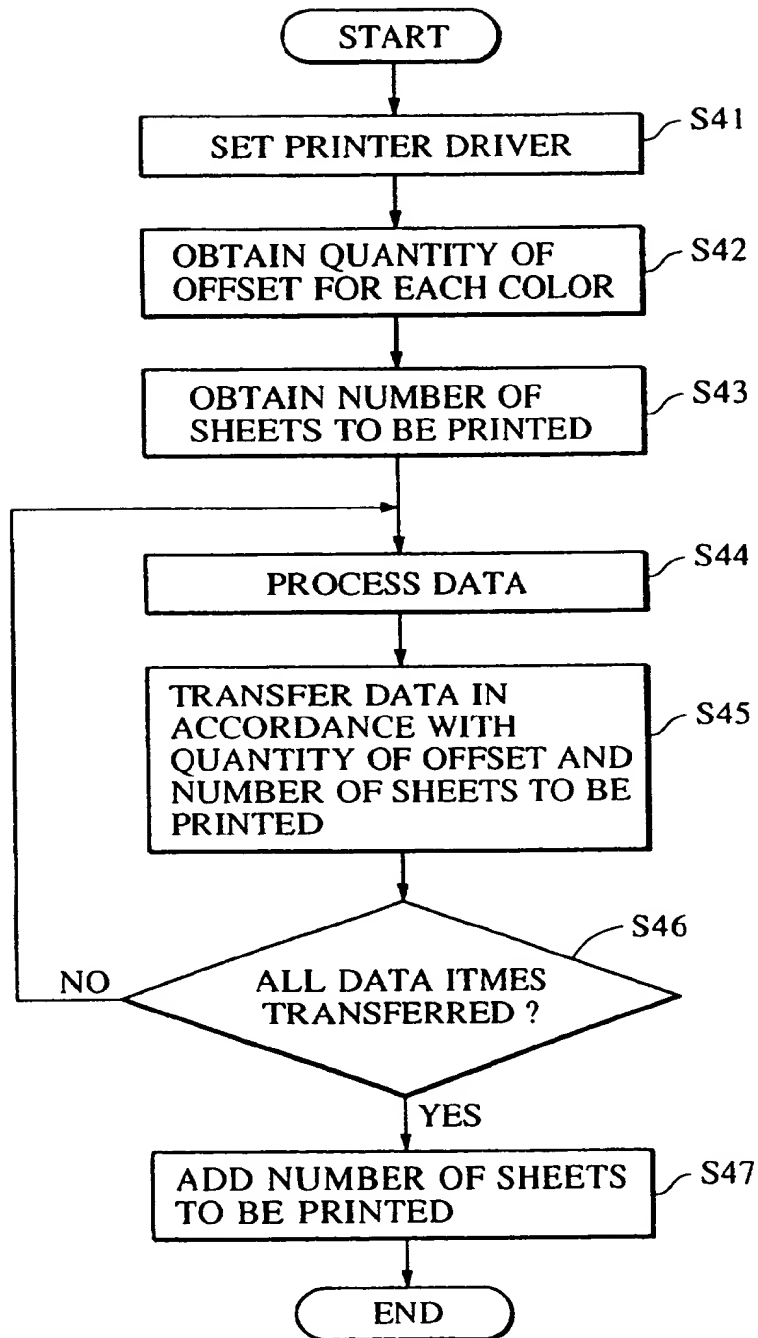 START
S41
SET PRINTER DRIVER
S42
OBTAIN QUANTITY OF
OFFSET FOR EACH COLOR
S43
OBTAIN NUMBER OF
SHEETS TO BE PRINTED
S44
PROCESS DATA
S45
TRANSFER DATA IN
ACCORDANCE WITH
QUANTITY OF OFFSET AND
NUMBER OF SHEETS TO BE
PRINTED
S46
NO
ALL DATA ITMES
TRANSFERRED ?
YES
S47
ADD NUMBER OF SHEETS
TO BE PRINTED
END